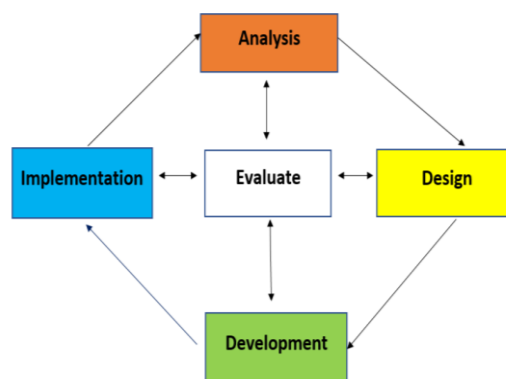 Analysis
Implementation
Evaluate
Design
Development